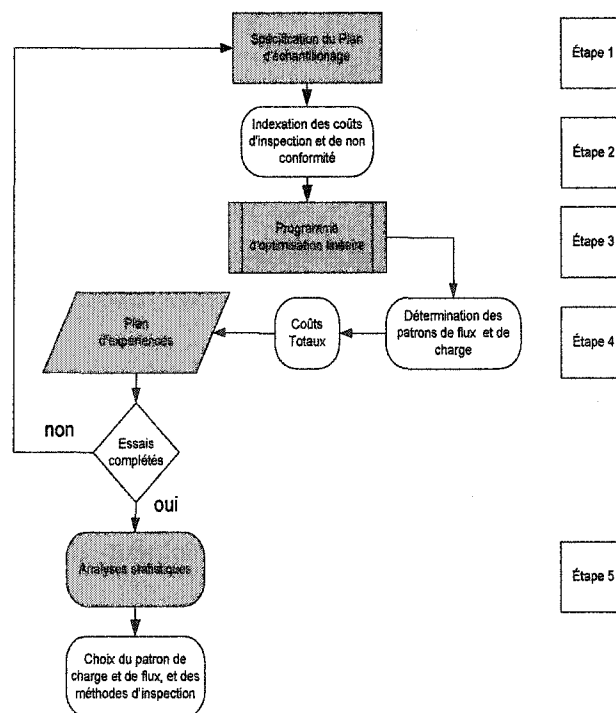 Spécification du Plan
d'échantillonage
Étape 1
Indexation des coûts
d'inspection et de non
conformité
Étape 2
Programme
d'optimisation linéaire
Étape 3
Plan
d'expériences
Coûts
Totaux
Détermination des
patrons de flux et de
charge
Étape 4
non
Essais
complétés
oui
Analyses statistiques
Étape 5
Choix du patron de
charge et de flux, et des
méthodes d'inspection